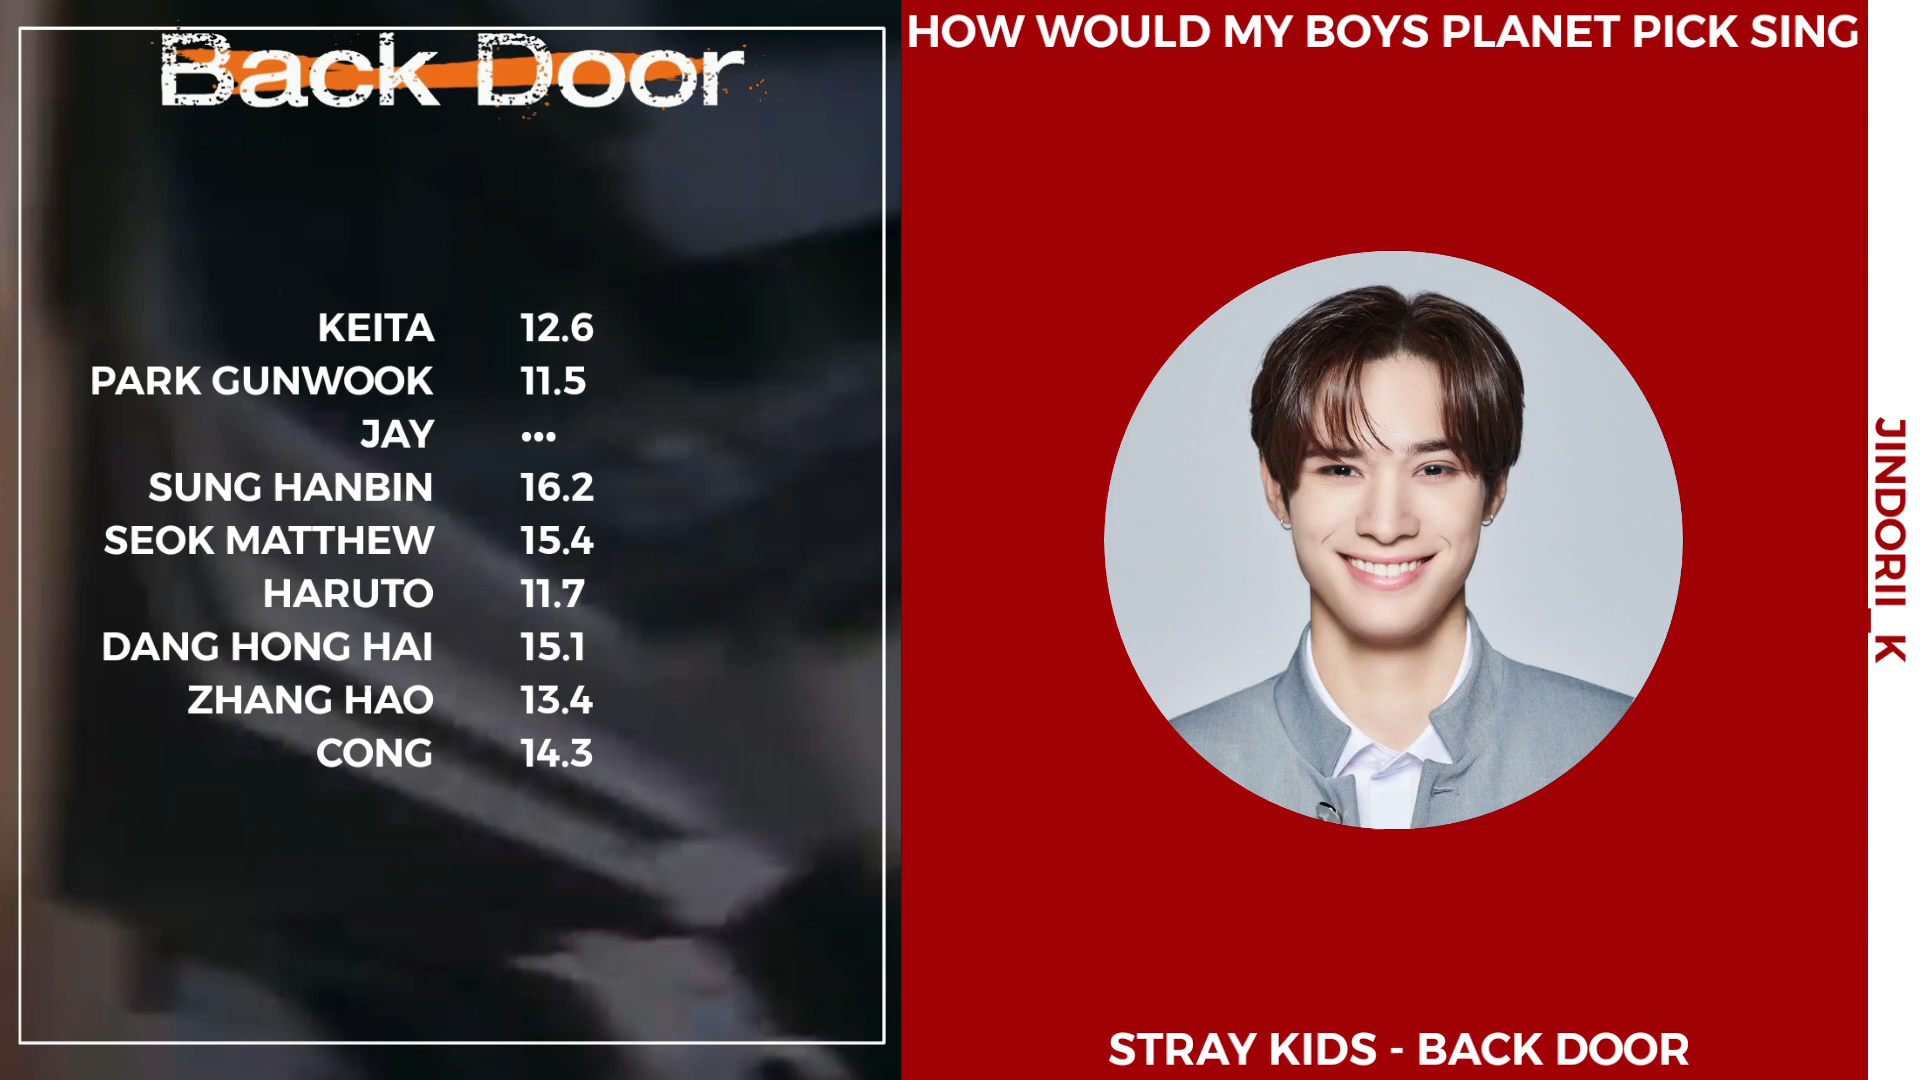 Back Door
KEITA 12.6
PARK GUNWOOK 11.5
JAY •••
SUNG HANBIN 16.2
SEOK MATTHEW 15.4
HARUTO 11.7
DANG HONG HAI 15.1
ZHANG HAO 13.4
CONG 14.3
HOW WOULD MY BOYS PLANET PICK SING
STRAY KIDS - BACK DOOR
JINDORII_K